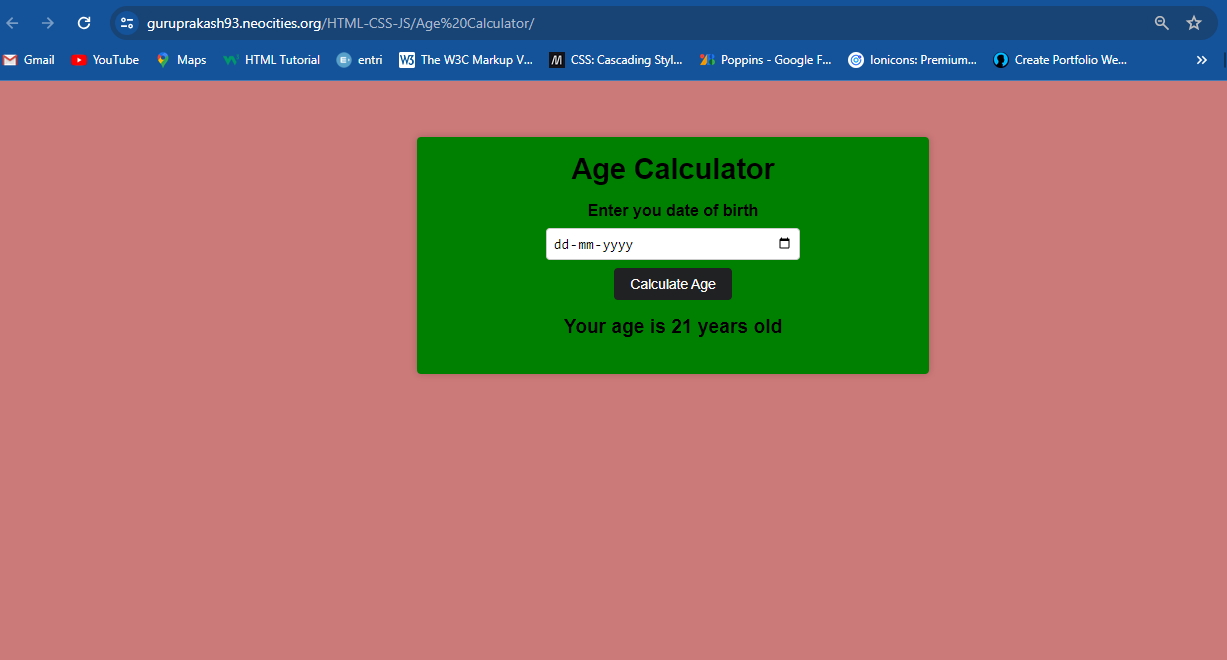 guruprakash93.neocities.org/HTML-CSS-JS/Age%20Calculator/
Gmail YouTube Maps HTML Tutorial entri The W3C Markup V... CSS: Cascading Styl... Poppins - Google F... Ionicons: Premium... Create Portfolio We...
Age Calculator
Enter you date of birth
dd-mm-yyyy
Calculate Age
Your age is 21 years old